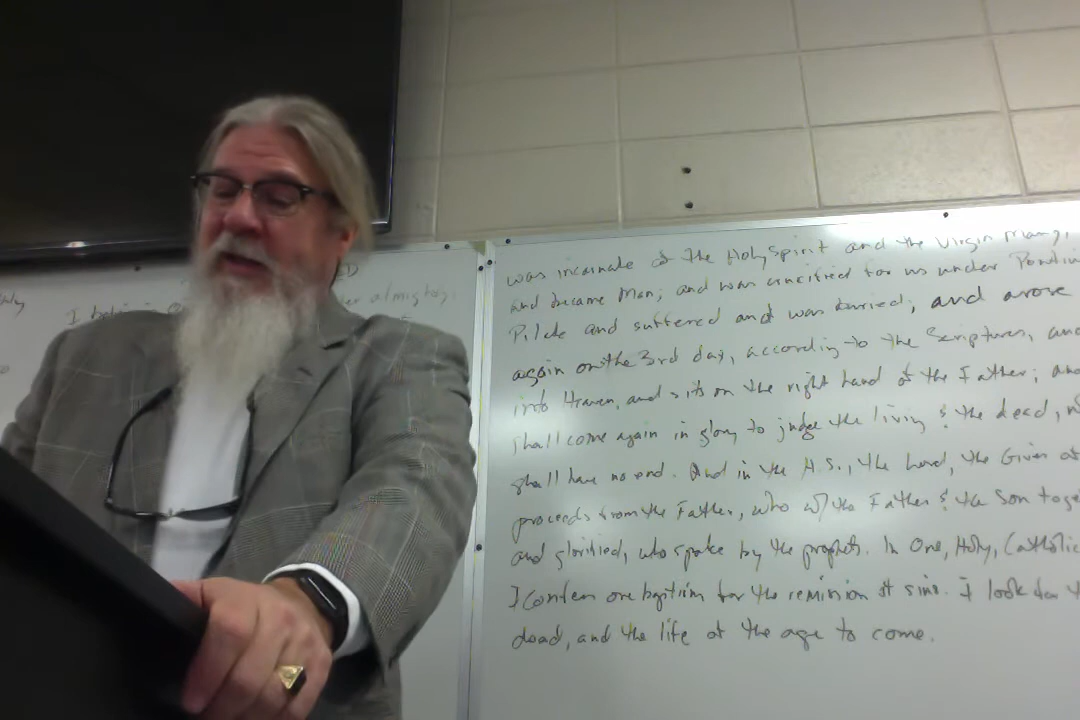 I believe
almighty,
was incarnate of the Holy Spirit and the Virgin Mary,
and became Man; and was crucified for us under Pontiu
Pilate and suffered and was buried; and arose
again on the 3rd day, according to the Scriptures, and
into Heaven, and sits on the right hand of the Father; and
shall come again in glory to judge the living & the dead, w
shall have no end. And in the H.S., the Lord, the Giver of
proceeds from the Father, who w/ the Father & the Son toge
and glorified, who spoke by the prophets. In One, Holy, Catholic
I confess one baptism for the remission of sins. I look for t
dead, and the life of the age to come.